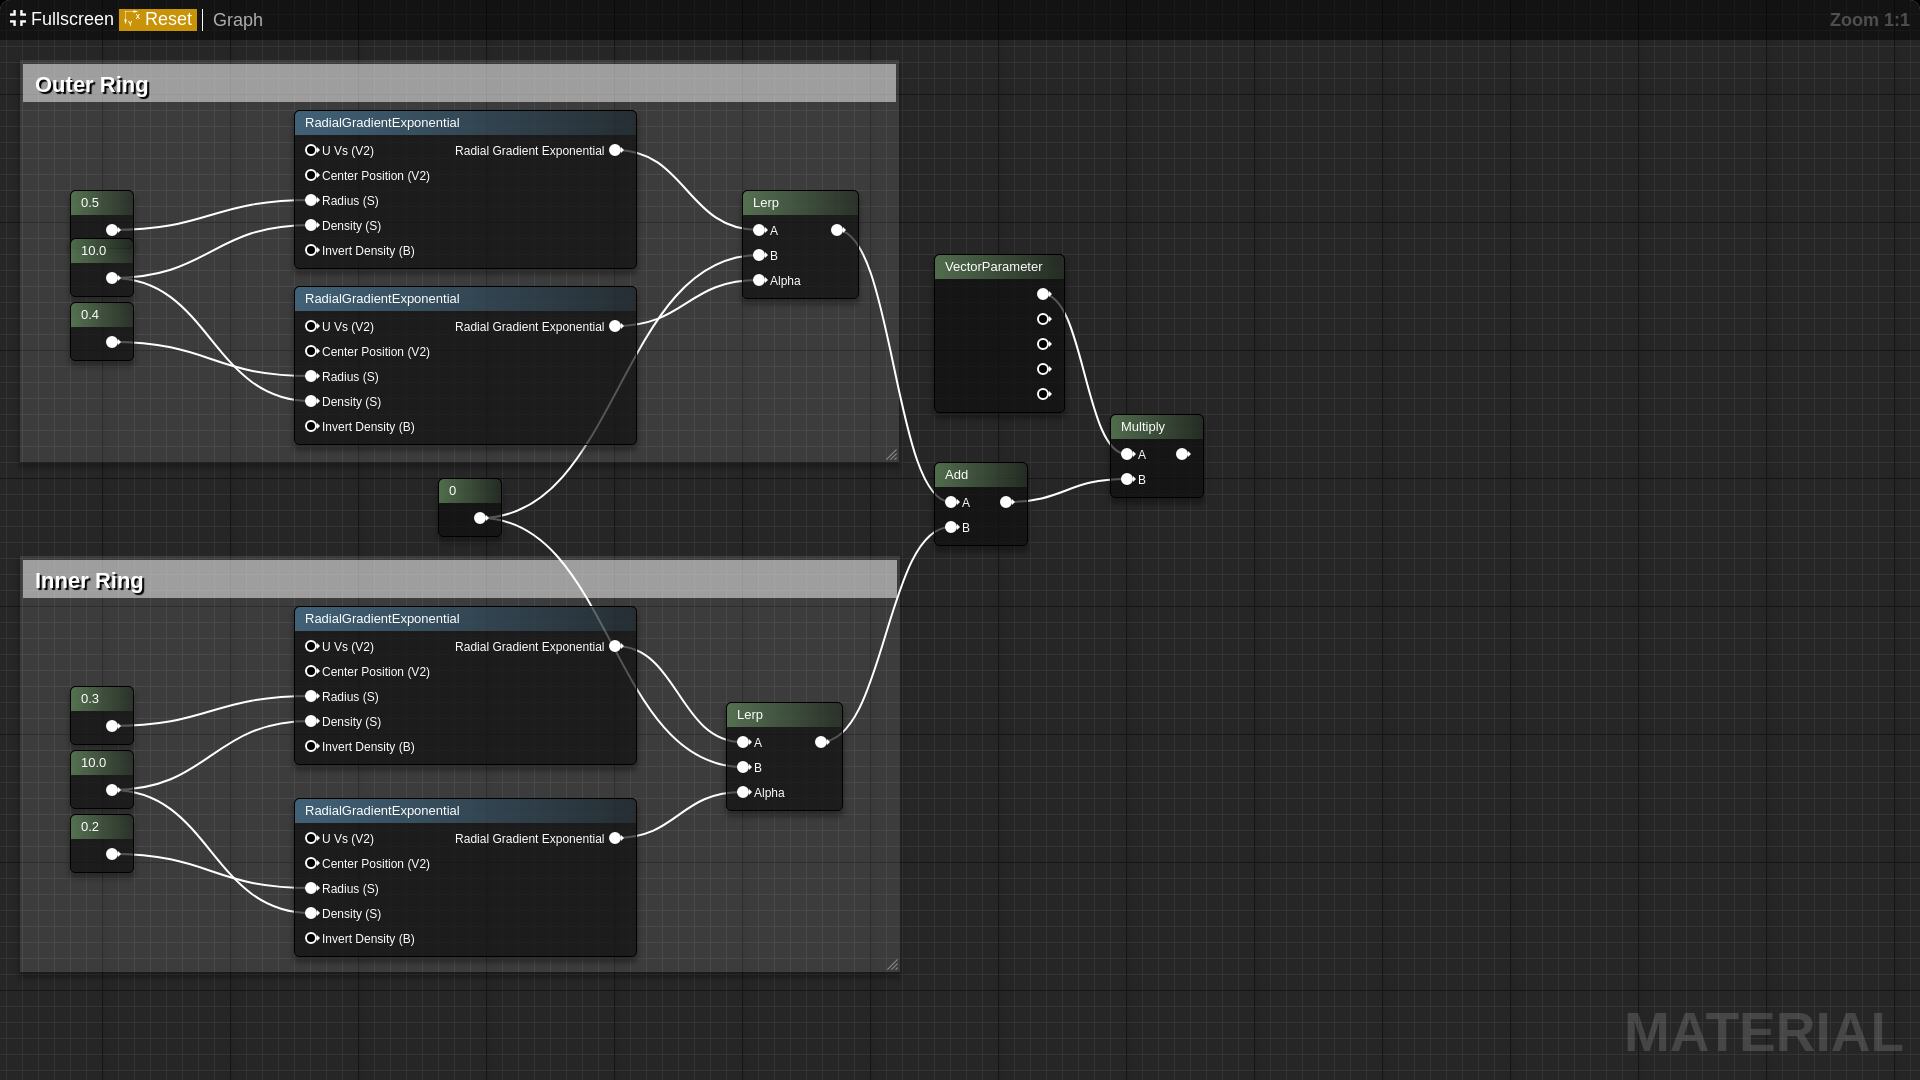 Fullscreen Reset Graph
Zoom 1:1
Outer Ring
RadialGradientExponential
U Vs (V2) Radial Gradient Exponential
Center Position (V2)
Radius (S)
Density (S)
Invert Density (B)
0.5
10.0
0.4
RadialGradientExponential
U Vs (V2) Radial Gradient Exponential
Center Position (V2)
Radius (S)
Density (S)
Invert Density (B)
Lerp
A
B
Alpha
VectorParameter
Multiply
A
B
Add
A
B
0
Inner Ring
RadialGradientExponential
U Vs (V2) Radial Gradient Exponential
Center Position (V2)
Radius (S)
Density (S)
Invert Density (B)
0.3
10.0
0.2
RadialGradientExponential
U Vs (V2) Radial Gradient Exponential
Center Position (V2)
Radius (S)
Density (S)
Invert Density (B)
Lerp
A
B
Alpha
MATERIAL